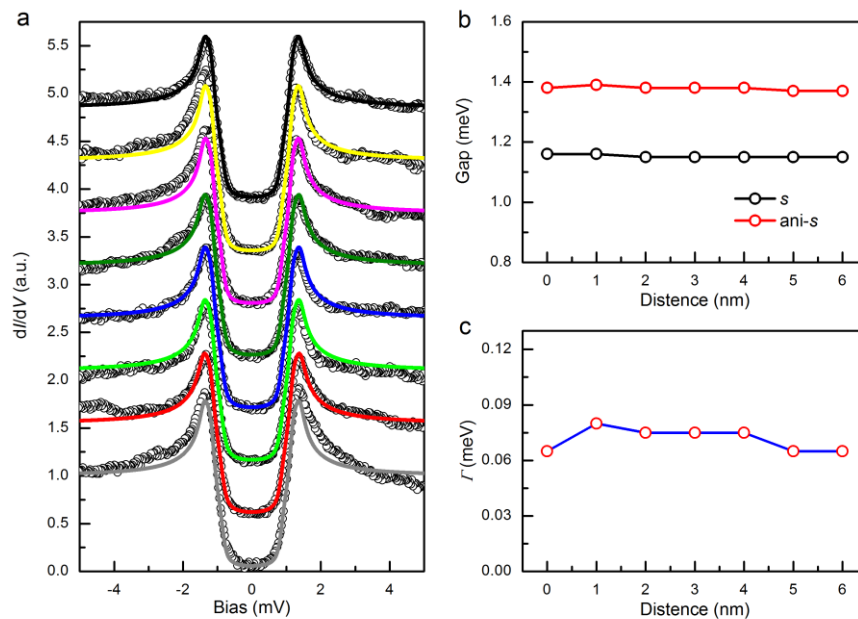 a
5.5
5.0
4.5
4.0
3.5
3.0
2.5
2.0
1.5
1.0
0.5
0.0
dI/dV (a.u.)
-4 -2 0 2 4
Bias (mV)
b
1.6
1.4
1.2
1.0
0.8
Gap (meV)
s
ani-s
0 1 2 3 4 5 6
Distence (nm)
c
0.12
0.09
0.06
0.03
0.00
Γ (meV)
0 1 2 3 4 5 6
Distence (nm)